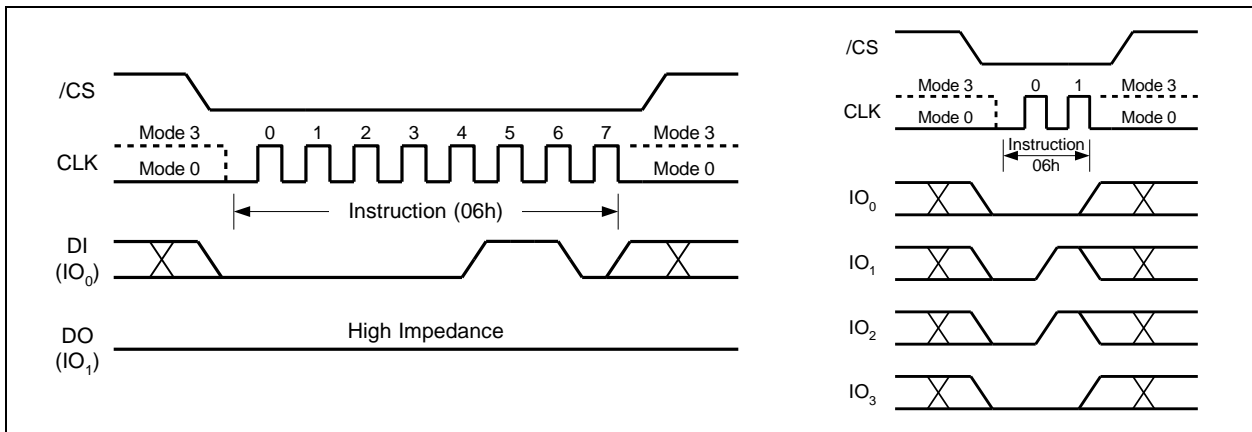 /CS
Mode 3 0 1 2 3 4 5 6 7 Mode 3
CLK Mode 0 Mode 0
Instruction (06h)
DI
(IO0)
High Impedance
DO
(IO1)
/CS
Mode 3 0 1 Mode 3
CLK Mode 0 Mode 0
Instruction
06h
IO0
IO1
IO2
IO3